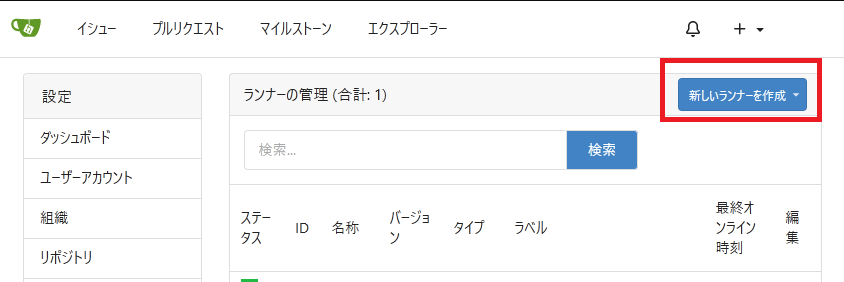 イシュー プルリクエスト マイルストーン エクスプローラー
設定
ダッシュボード
ユーザーアカウント
組織
リポジトリ
ランナーの管理 (合計: 1)
新しいランナーを作成
検索...
検索
ステー
タス
ID
名称
バージョ
ン
タイプ
ラベル
最終オ
ンライン
時刻
編
集